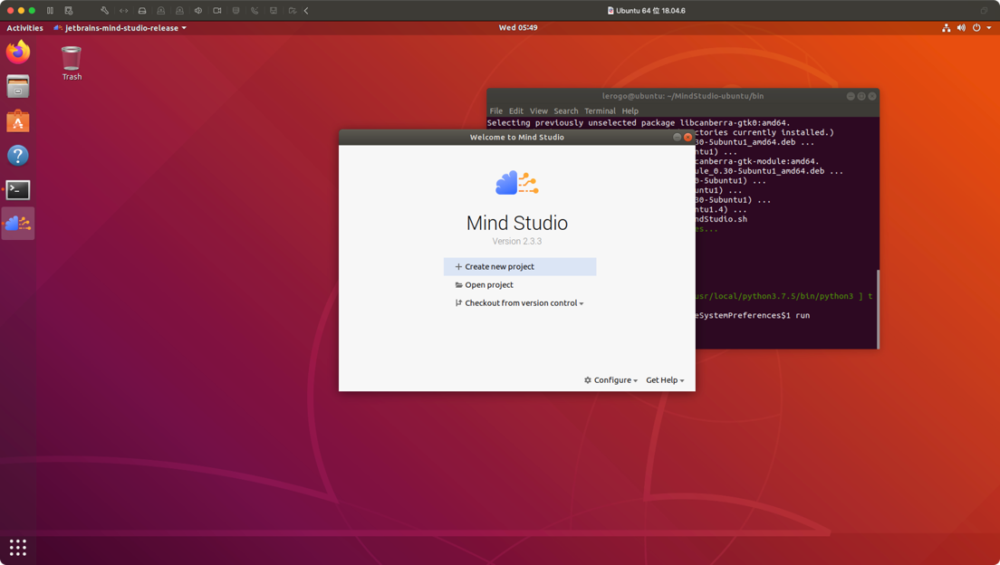 Ubuntu 64 位 18.04.6
Activities
jetbrains-mind-studio-release
Wed 05:49
Trash
lerogo@ubuntu: ~/MindStudio-ubuntu/bin
File Edit View Search Terminal Help
Selecting previously unselected package libcanberra-gtk0:amd64.
ctories currently installed.)
30-5ubuntu1_amd64.deb ...
ntu1) ...
canberra-gtk-module:amd64.
ule_0.30-5ubuntu1_amd64.deb ...
0-5ubuntu1) ...
untu1) ...
30-5ubuntu1) ...
untu1.4) ...
ndStudio.sh
es...
usr/local/python3.7.5/bin/python3 ] t
eSystemPreferences$1 run
Welcome to Mind Studio
Mind Studio
Version 2.3.3
Create new project
Open project
Checkout from version control
Configure
Get Help